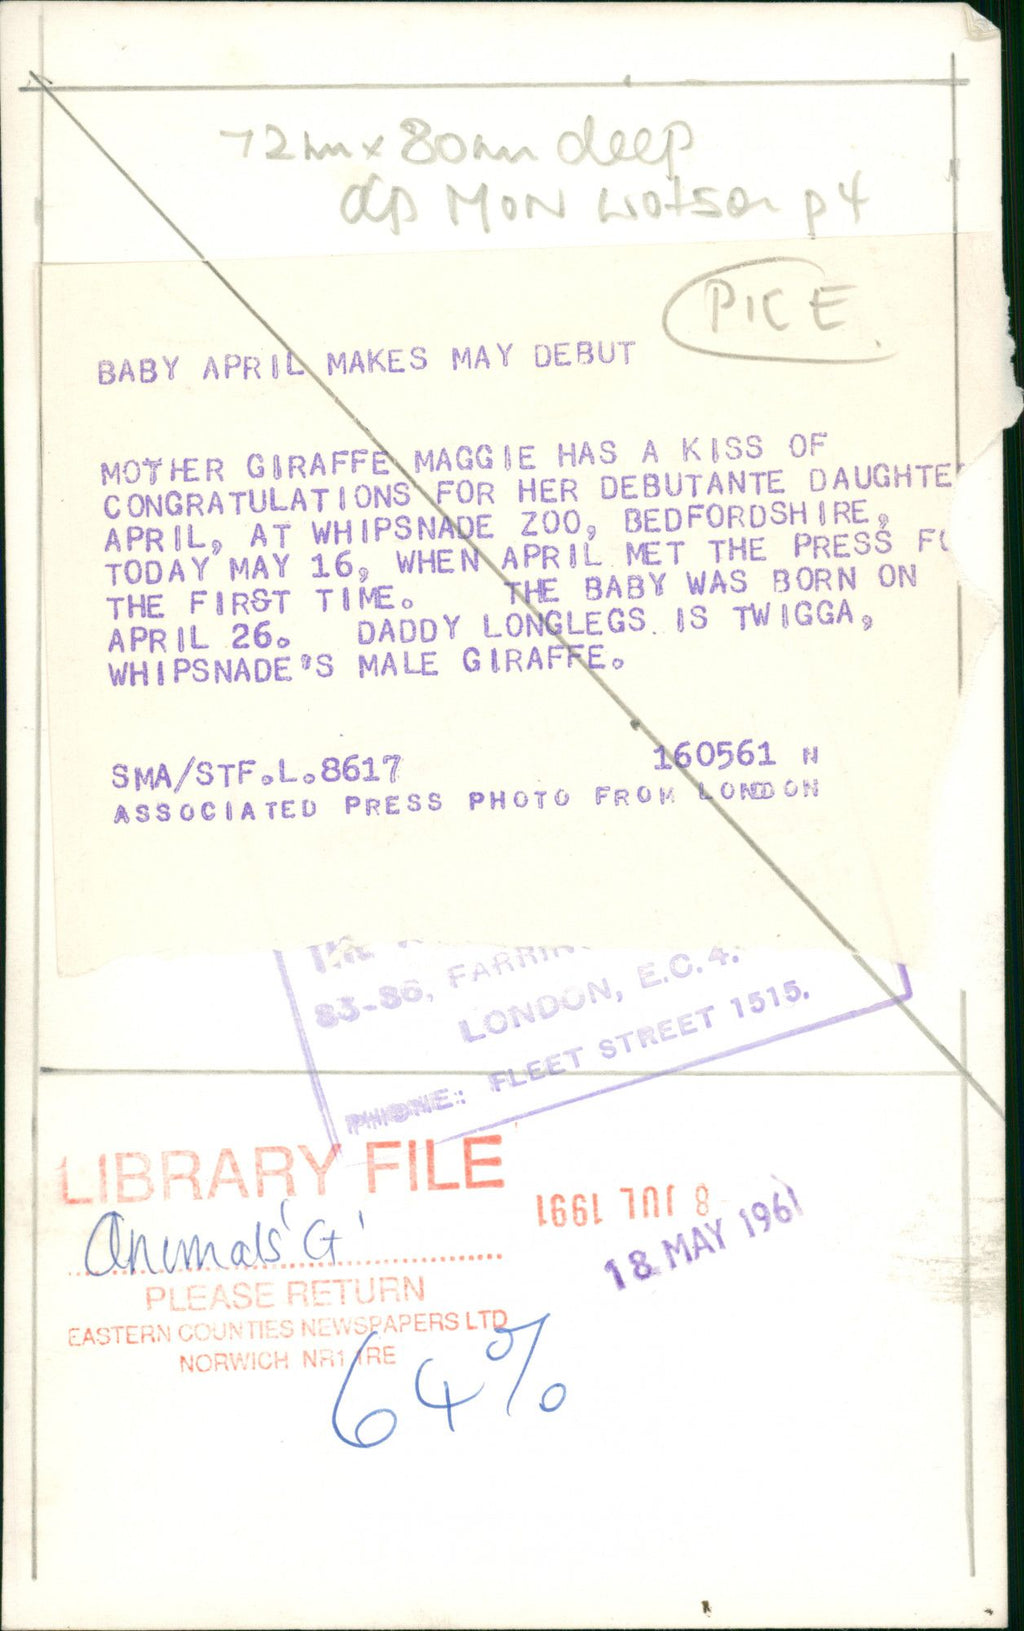 72mm x 80mm deep
dp MON Watson p4
PIC E
BABY APRIL MAKES MAY DEBUT
MOTHER GIRAFFE MAGGIE HAS A KISS OF
CONGRATULATIONS FOR HER DEBUTANTE DAUGHTE
APRIL, AT WHIPSNADE ZOO, BEDFORDSHIRE,
TODAY MAY 16, WHEN APRIL MET THE PRESS
THE FIRST TIME. THE BABY WAS BORN ON
APRIL 26. DADDY LONGLEGS IS TWIGGA,
WHIPSNADE'S MALE GIRAFFE.
SMA/STF.L.8617 160561 N
ASSOCIATED PRESS PHOTO FROM LONDON
83-86, FARRIN
LONDON, E.C.4.
PHONE: FLEET STREET 1515.
LIBRARY FILE
Animals 'G'
PLEASE RETURN
EASTERN COUNTIES NEWSPAPERS LTD
NORWICH NR1 1RE
8 JUL 1991
18 MAY 1961
64%